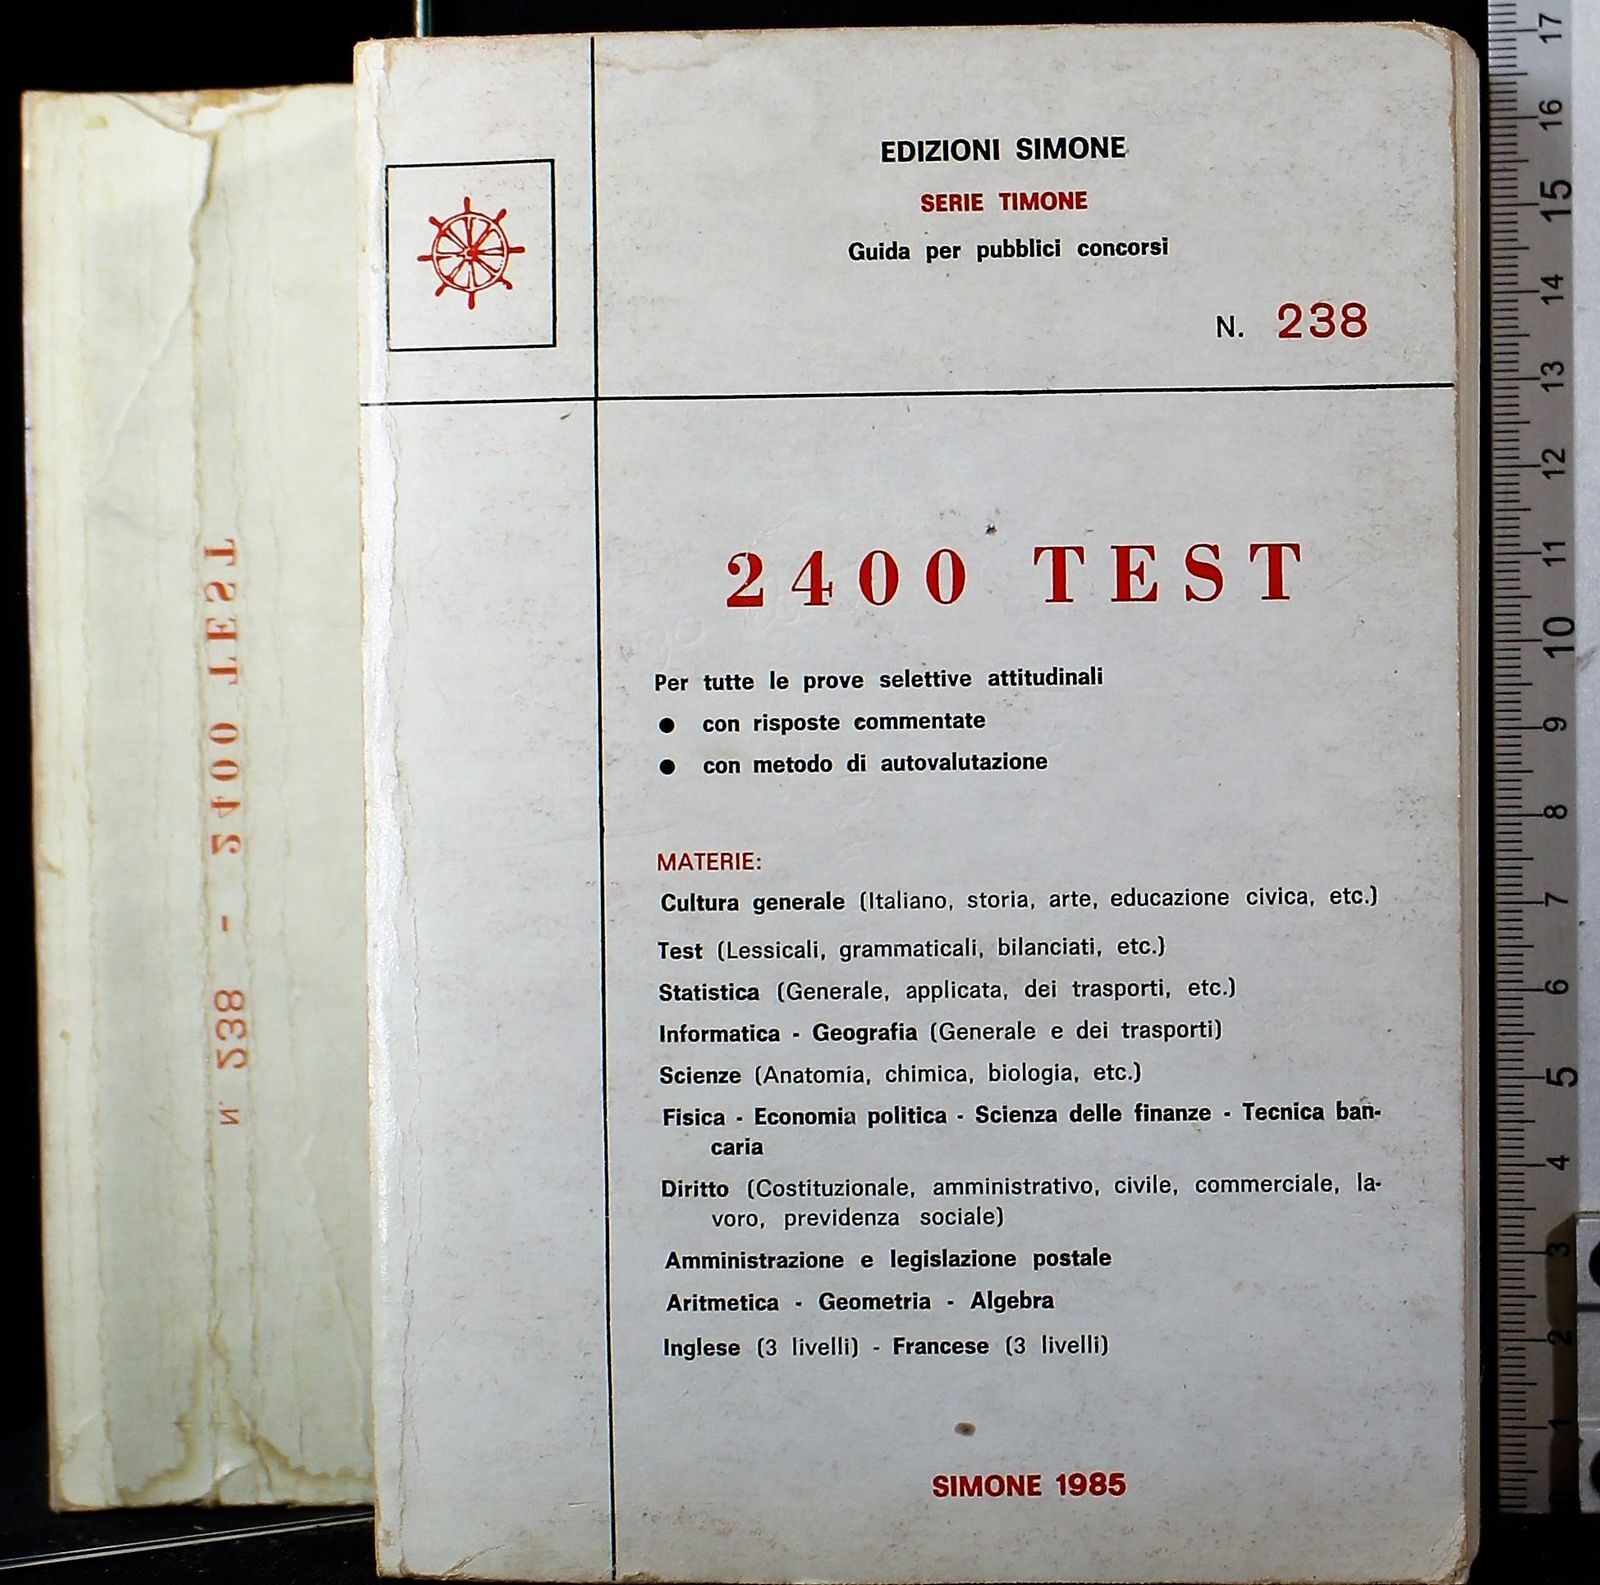 EDIZIONI SIMONE
SERIE TIMONE
Guida per pubblici concorsi
N. 238
2400 TEST
Per tutte le prove selettive attitudinali
● con risposte commentate
● con metodo di autovalutazione
MATERIE:
Cultura generale (Italiano, storia, arte, educazione civica, etc.)
Test (Lessicali, grammaticali, bilanciati, etc.)
Statistica (Generale, applicata, dei trasporti, etc.)
Informatica - Geografia (Generale e dei trasporti)
Scienze (Anatomia, chimica, biologia, etc.)
Fisica - Economia politica - Scienza delle finanze - Tecnica ban-
caria
Diritto (Costituzionale, amministrativo, civile, commerciale, la-
voro, previdenza sociale)
Amministrazione e legislazione postale
Aritmetica - Geometria - Algebra
Inglese (3 livelli) - Francese (3 livelli)
SIMONE 1985
N. 238 - 2400 TEST
17
16
15
14
13
12
11
10
9
8
7
6
5
4
3
2
1